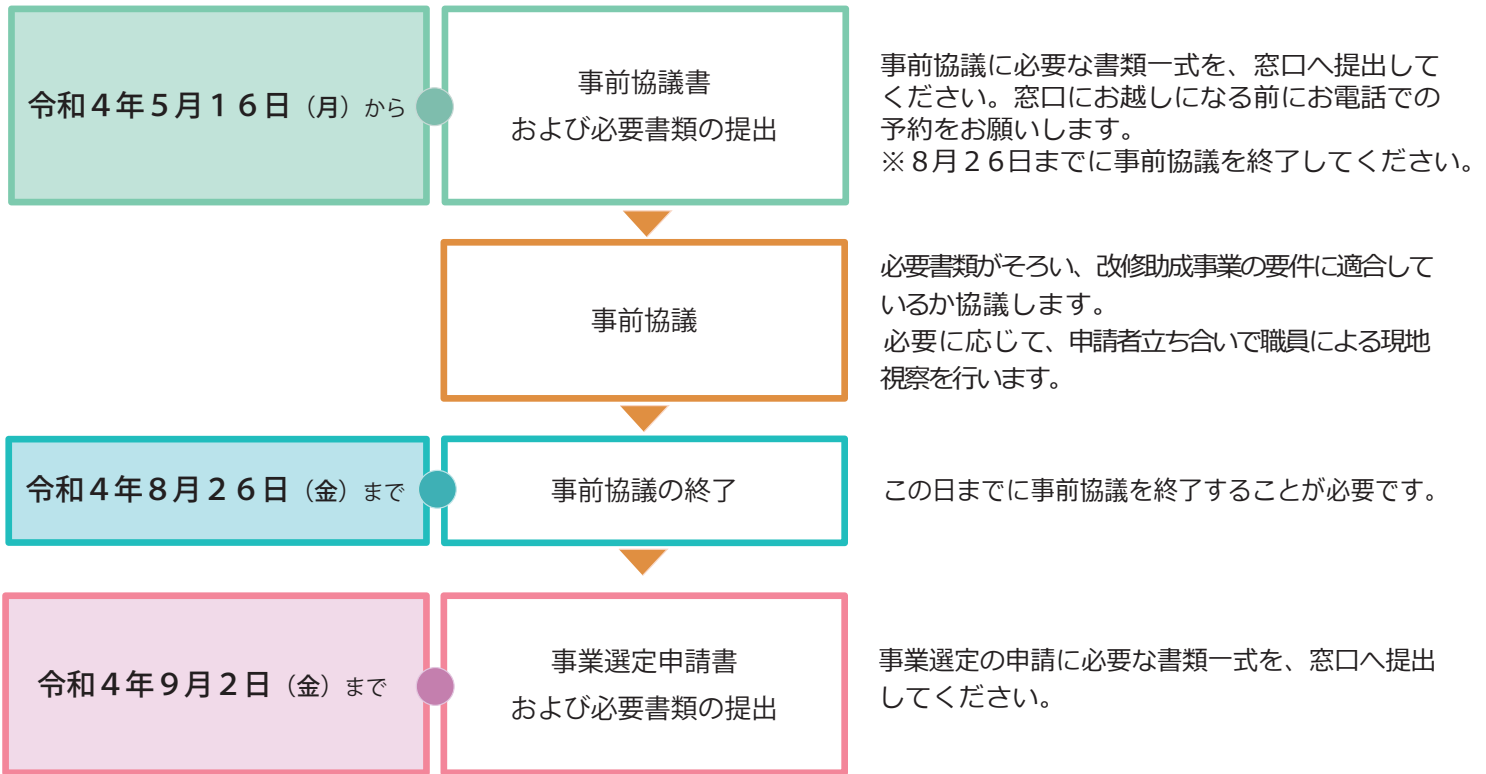 令和４年５月１６日（月）から
事前協議書
および必要書類の提出
事前協議に必要な書類一式を、窓口へ提出して
ください。窓口にお越しになる前にお電話での
予約をお願いします。
※８月２６日までに事前協議を終了してください。
事前協議
必要書類がそろい、改修助成事業の要件に適合して
いるか協議します。
必要に応じて、申請者立ち合いで職員による現地
視察を行います。
令和４年８月２６日（金）まで
事前協議の終了
この日までに事前協議を終了することが必要です。
令和４年９月２日（金）まで
事業選定申請書
および必要書類の提出
事業選定の申請に必要な書類一式を、窓口へ提出
してください。